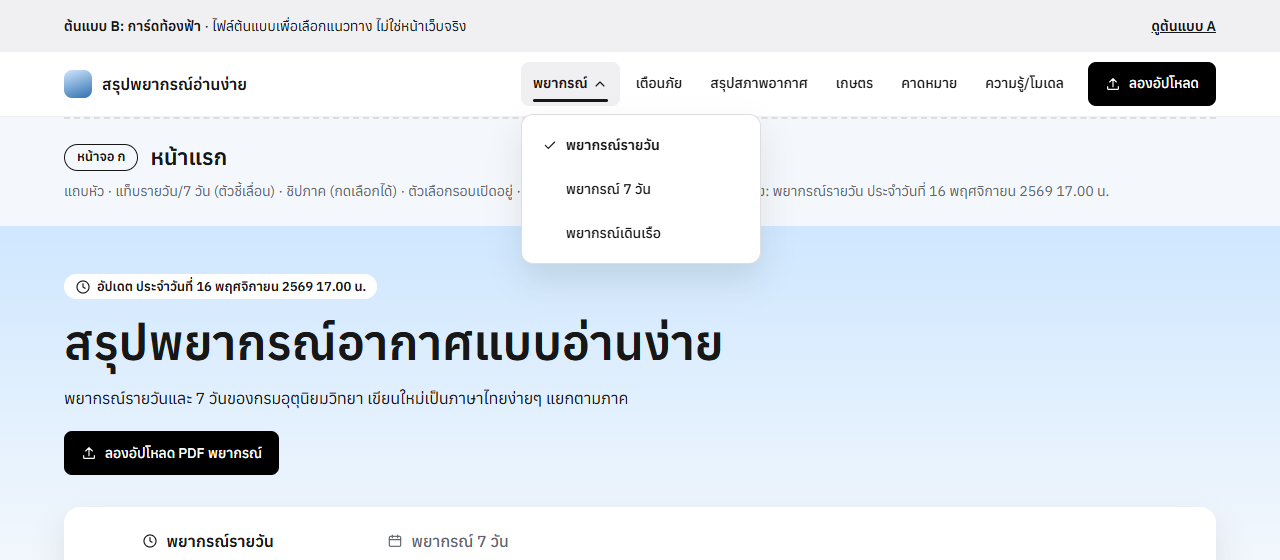 ต้นแบบ B: การ์ดท้องฟ้า · ไฟล์ต้นแบบเพื่อเลือกแนวทาง ไม่ใช่หน้าเว็บจริง
ดูต้นแบบ A
สรุปพยากรณ์อ่านง่าย
พยากรณ์
เตือนภัย
สรุปสภาพอากาศ
เกษตร
คาดหมาย
ความรู้/โมเดล
ลองอัปโหลด
พยากรณ์รายวัน
พยากรณ์ 7 วัน
พยากรณ์เดินเรือ
หน้าจอ ก
หน้าแรก
แถบหัว · แท็บรายวัน/7 วัน (ตัวชี้เลื่อน) · ชิปภาค (กดเลือกได้) · ตัวเลือกรอบเปิดอยู่ ·
: พยากรณ์รายวัน ประจำวันที่ 16 พฤศจิกายน 2569 17.00 น.
อัปเดต ประจำวันที่ 16 พฤศจิกายน 2569 17.00 น.
สรุปพยากรณ์อากาศแบบอ่านง่าย
พยากรณ์รายวันและ 7 วันของกรมอุตุนิยมวิทยา เขียนใหม่เป็นภาษาไทยง่ายๆ แยกตามภาค
ลองอัปโหลด PDF พยากรณ์
พยากรณ์รายวัน
พยากรณ์ 7 วัน